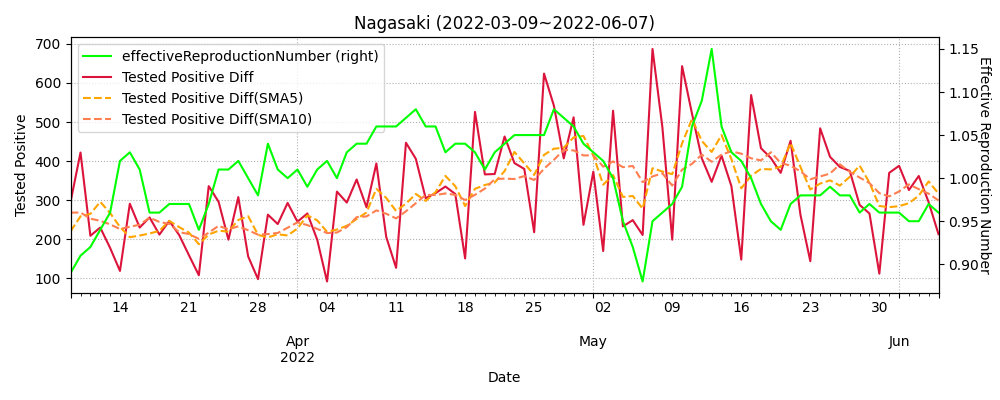 Nagasaki (2022-03-09~2022-06-07)
effectiveReproductionNumber (right)
Tested Positive Diff
Tested Positive Diff(SMA5)
Tested Positive Diff(SMA10)
Tested Positive
700
600
500
400
300
200
100
1.15
1.10
1.05
1.00
0.95
0.90
Effective Reproduction Number
14 21 28 04 11 18 25 02 09 16 23 30
Apr May Jun
2022
Date